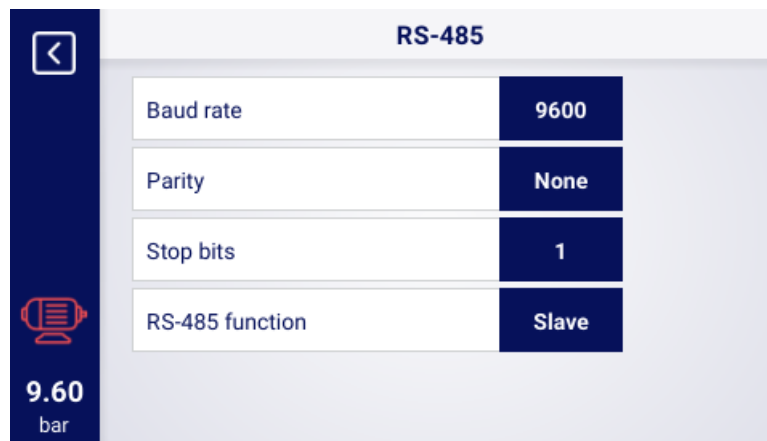 RS-485
Baud rate 9600
Parity None
Stop bits 1
RS-485 function Slave
9.60
bar